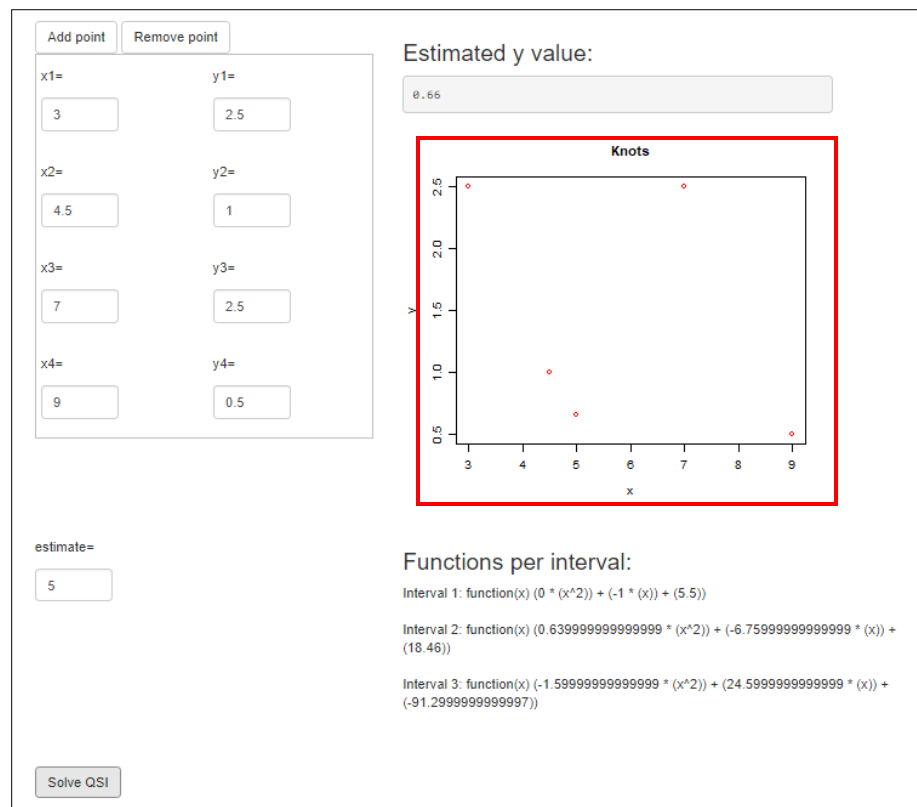 Add point Remove point
x1= y1=
3 2.5
x2= y2=
4.5 1
x3= y3=
7 2.5
x4= y4=
9 0.5
estimate=
5
Solve QSI
Estimated y value:
0.66
Knots
2.5
2.0
1.5
1.0
0.5
y
3 4 5 6 7 8 9
x
Functions per interval:
Interval 1: function(x) (0 * (x^2)) + (-1 * (x)) + (5.5))
Interval 2: function(x) (0.639999999999999 * (x^2)) + (-6.75999999999999 * (x)) +
(18.46))
Interval 3: function(x) (-1.59999999999999 * (x^2)) + (24.5999999999999 * (x)) +
(-91.2999999999997))